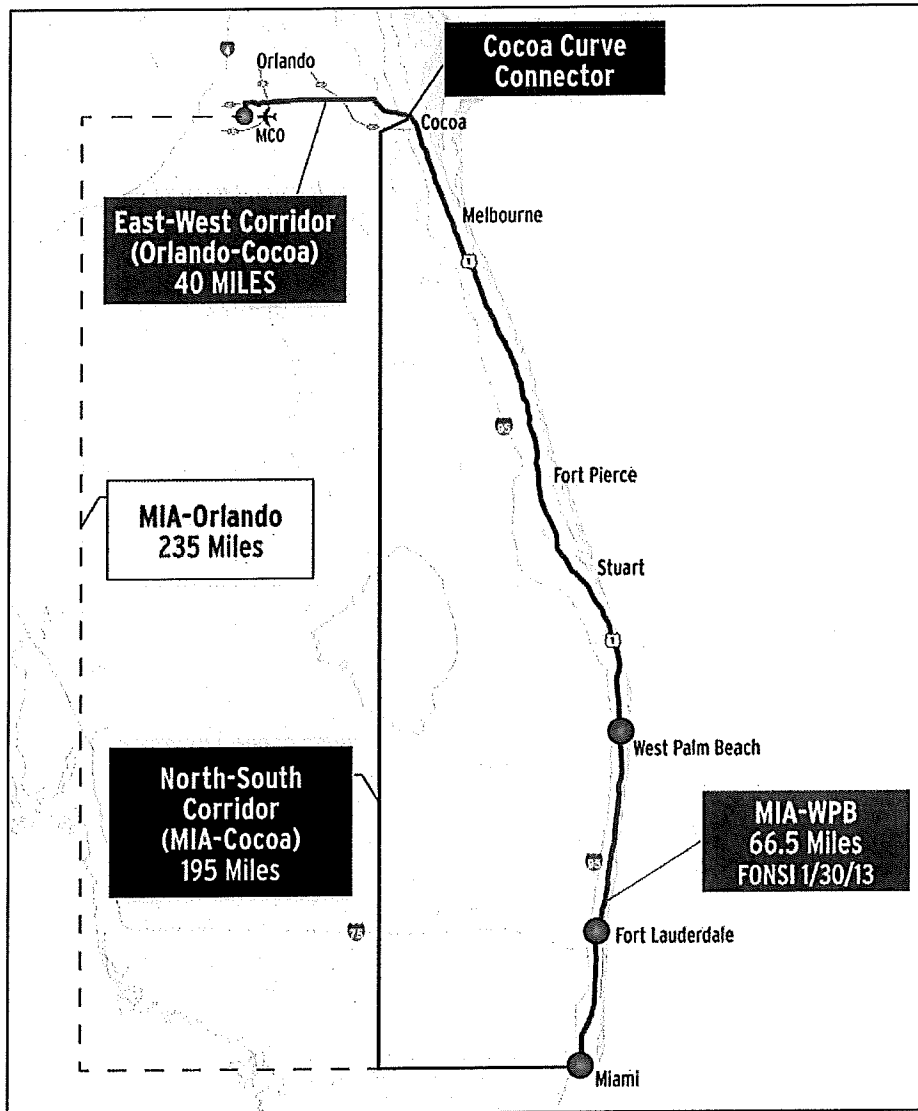 Cocoa Curve
Connector
4
Orlando
MCO
Cocoa
East-West Corridor
(Orlando-Cocoa)
40 MILES
Melbourne
1
95
Fort Pierce
MIA-Orlando
235 Miles
Stuart
1
West Palm Beach
North-South
Corridor
(MIA-Cocoa)
195 Miles
MIA-WPB
66.5 Miles
FONSI 1/30/13
95
75
Fort Lauderdale
Miami